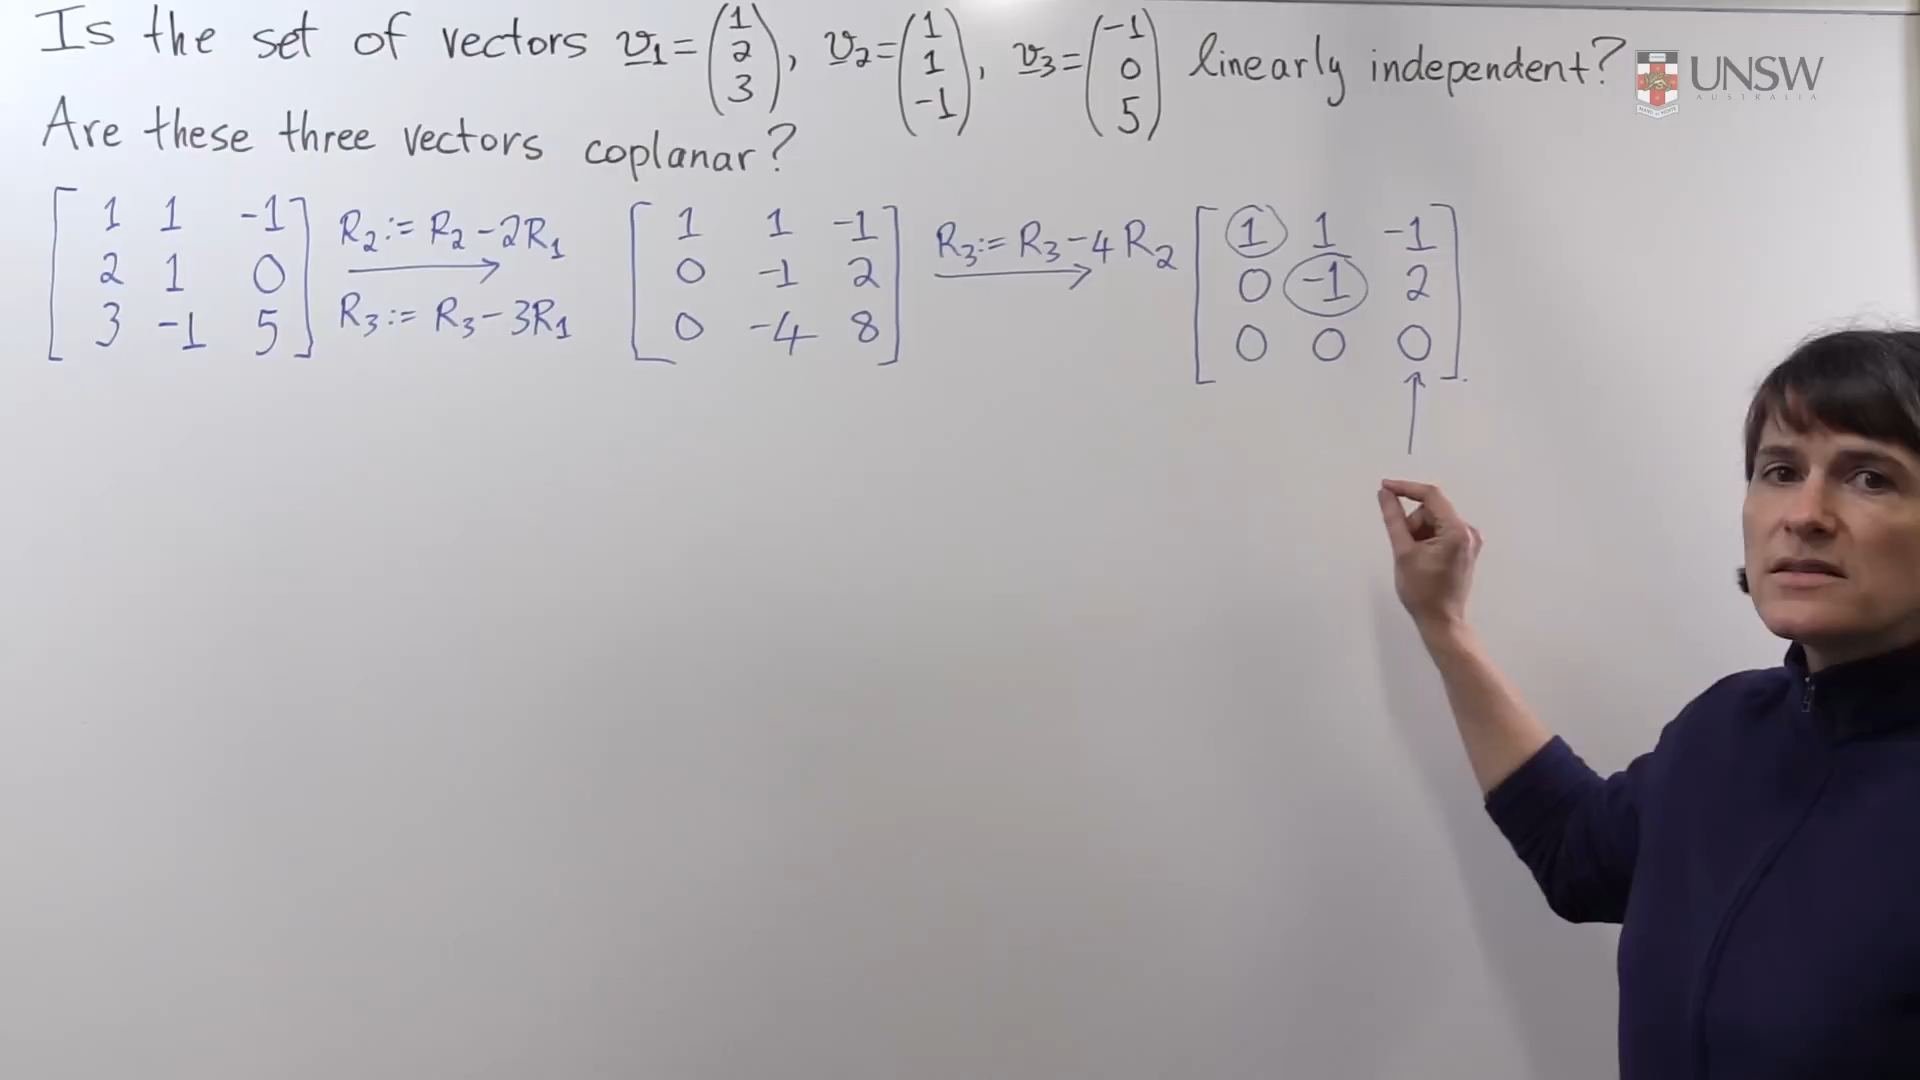 Is the set of vectors v₁ = (1 2 3), v₂ = (1 1 -1), v₃ = (-1 0 5) linearly independent?
Are these three vectors coplanar?
[1 1 -1] R₂ := R₂ - 2R₁ [1 1 -1] R₃ := R₃ - 4R₂ [1 1 -1]
[2 1 0] → [0 -1 2] → [0 -1 2]
[3 -1 5] R₃ := R₃ - 3R₁ [0 -4 8] [0 0 0]
UNSW
AUSTRALIA